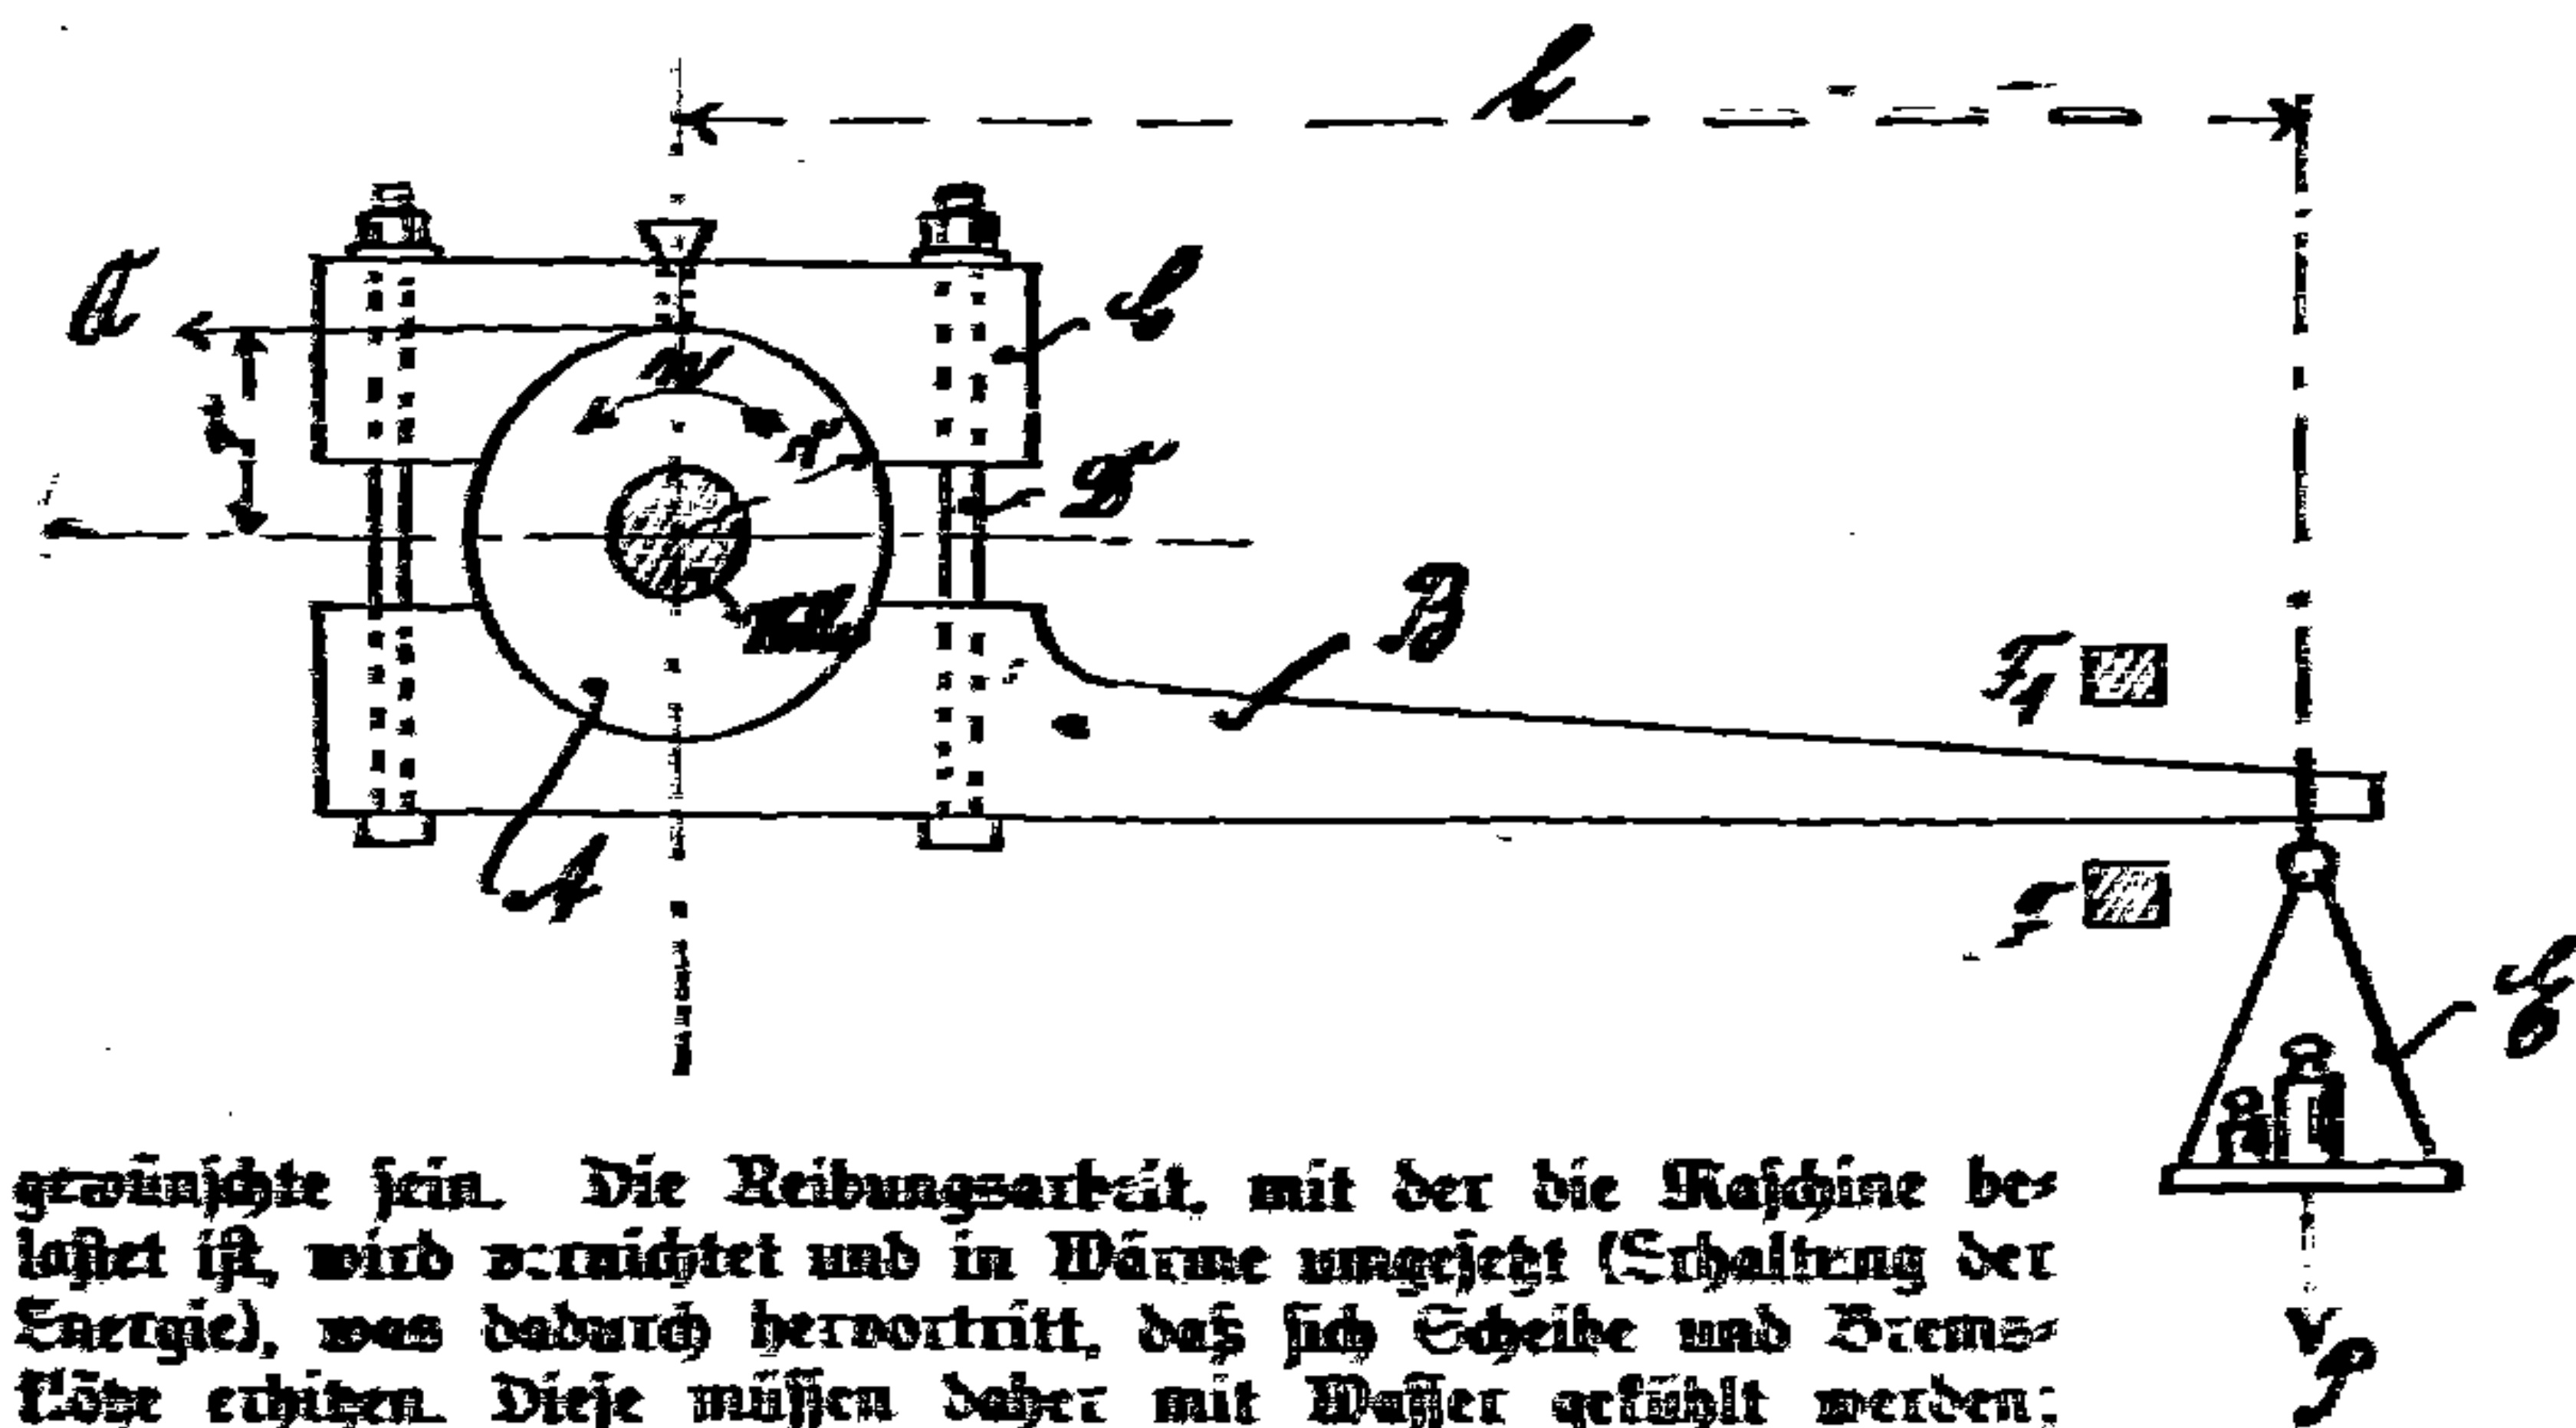 A
B
F₁
P
gewünschte sein. Die Reibungsarbeit, mit der die Maschine be⸗
lastet ist, wird vernichtet und in Wärme umgesetzt (Erhaltung der
Energie), was dadurch hervortritt, daß sich Scheibe und Brems⸗
klötze erhitzen. Diese müssen daher mit Wasser gekühlt werden;